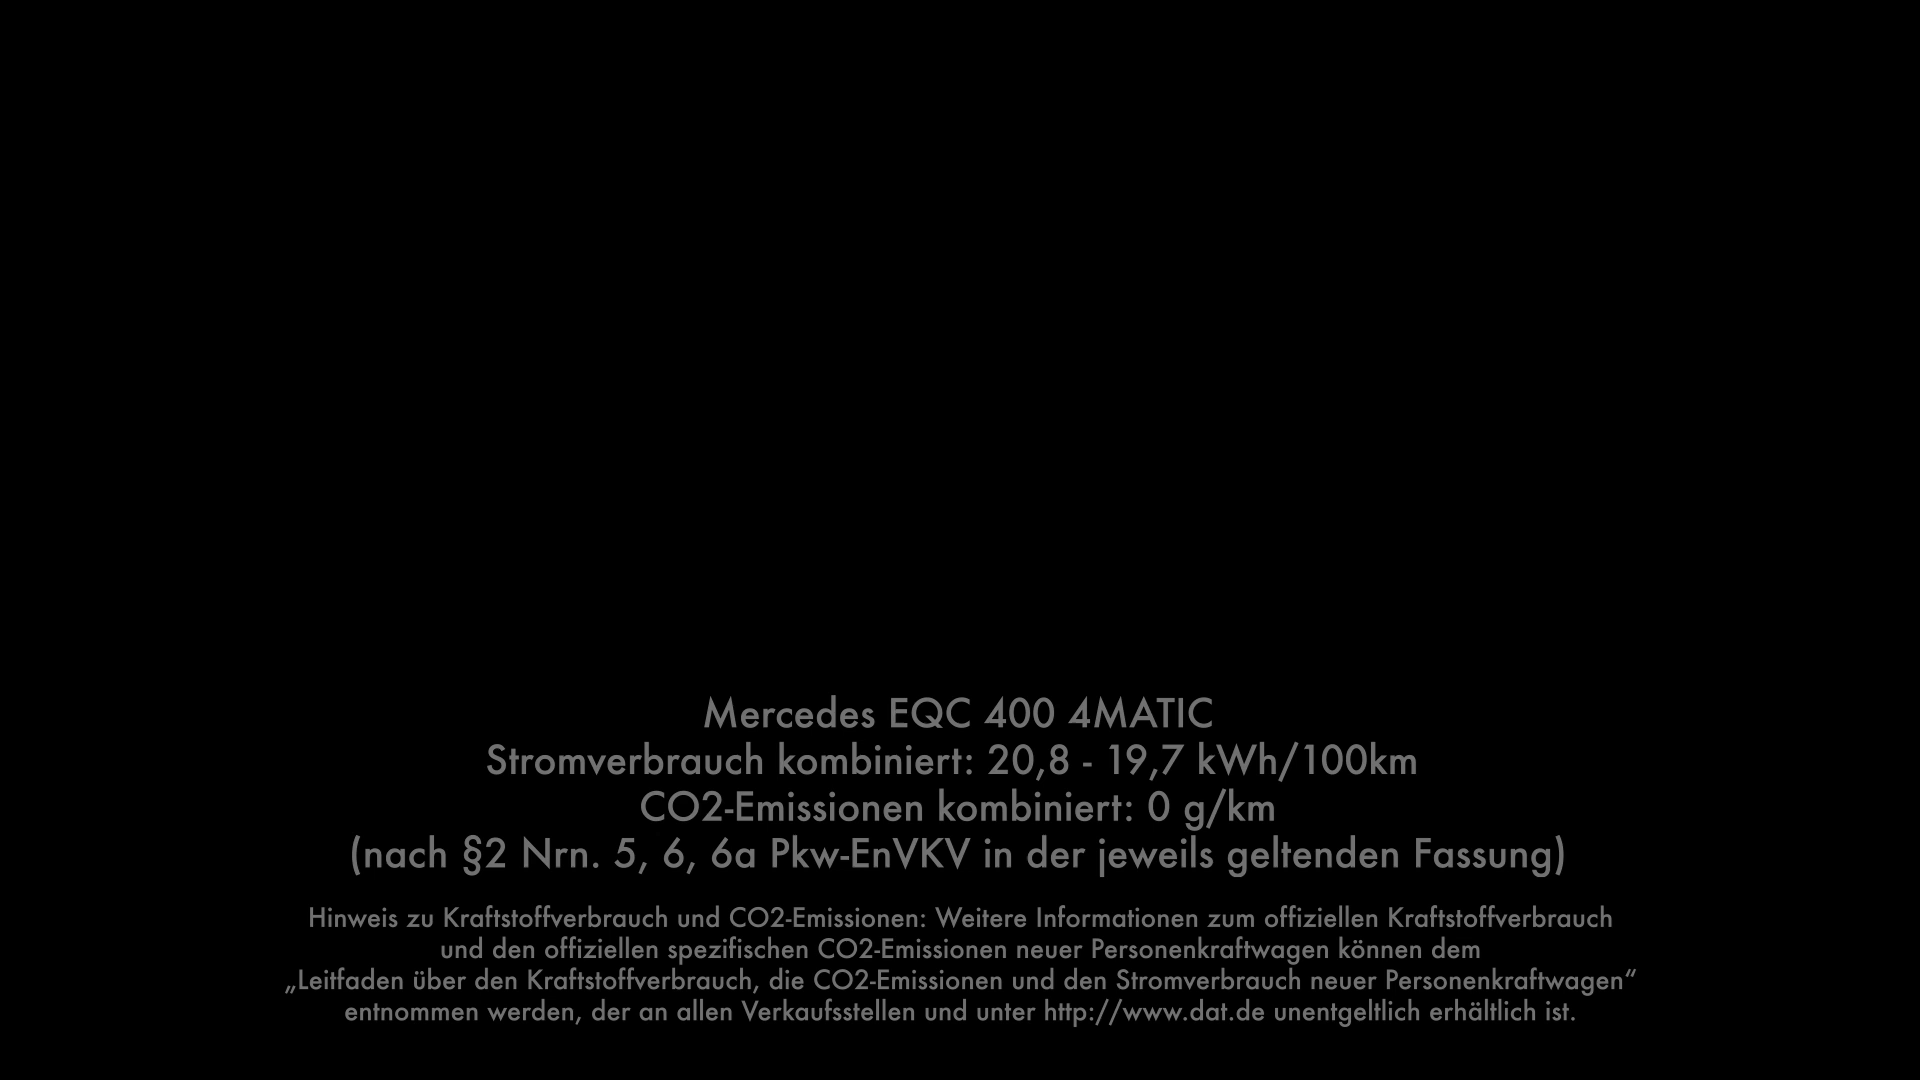 Mercedes EQC 400 4MATIC
Stromverbrauch kombiniert: 20,8 - 19,7 kWh/100km
CO2-Emissionen kombiniert: 0 g/km
(nach §2 Nrn. 5, 6, 6a Pkw-EnVKV in der jeweils geltenden Fassung)
Hinweis zu Kraftstoffverbrauch und CO2-Emissionen: Weitere Informationen zum offiziellen Kraftstoffverbrauch
und den offiziellen spezifischen CO2-Emissionen neuer Personenkraftwagen können dem
„Leitfaden über den Kraftstoffverbrauch, die CO2-Emissionen und den Stromverbrauch neuer Personenkraftwagen“
entnommen werden, der an allen Verkaufsstellen und unter http://www.dat.de unentgeltlich erhältlich ist.